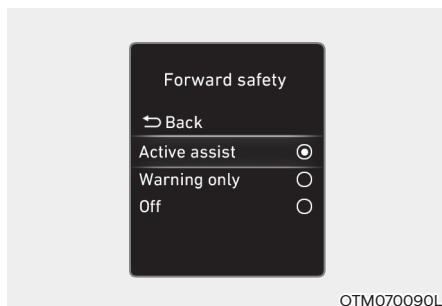 Forward safety
Back
Active assist
Warning only
Off
OTM070090L